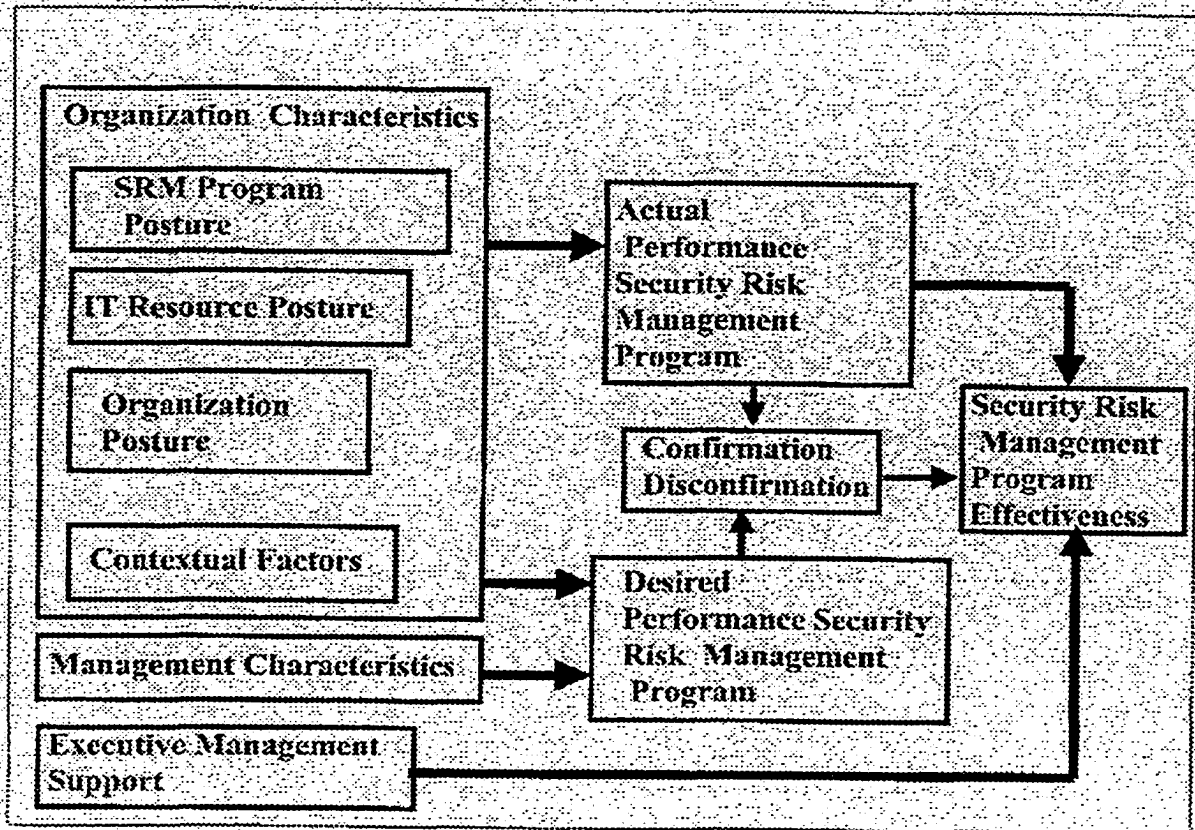 Organization Characteristics
SRM Program
Posture
IT Resource Posture
Organization
Posture
Contextual Factors
Management Characteristics
Executive Management
Support
Actual
Performance
Security Risk
Management
Program
Confirmation
Disconfirmation
Desired
Performance Security
Risk Management
Program
Security Risk
Management
Program
Effectiveness